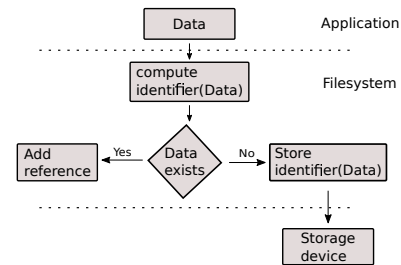 Data
Application
compute
identifier(Data)
Filesystem
Add
reference
Yes
Data
exists
No
Store
identifier(Data)
Storage
device